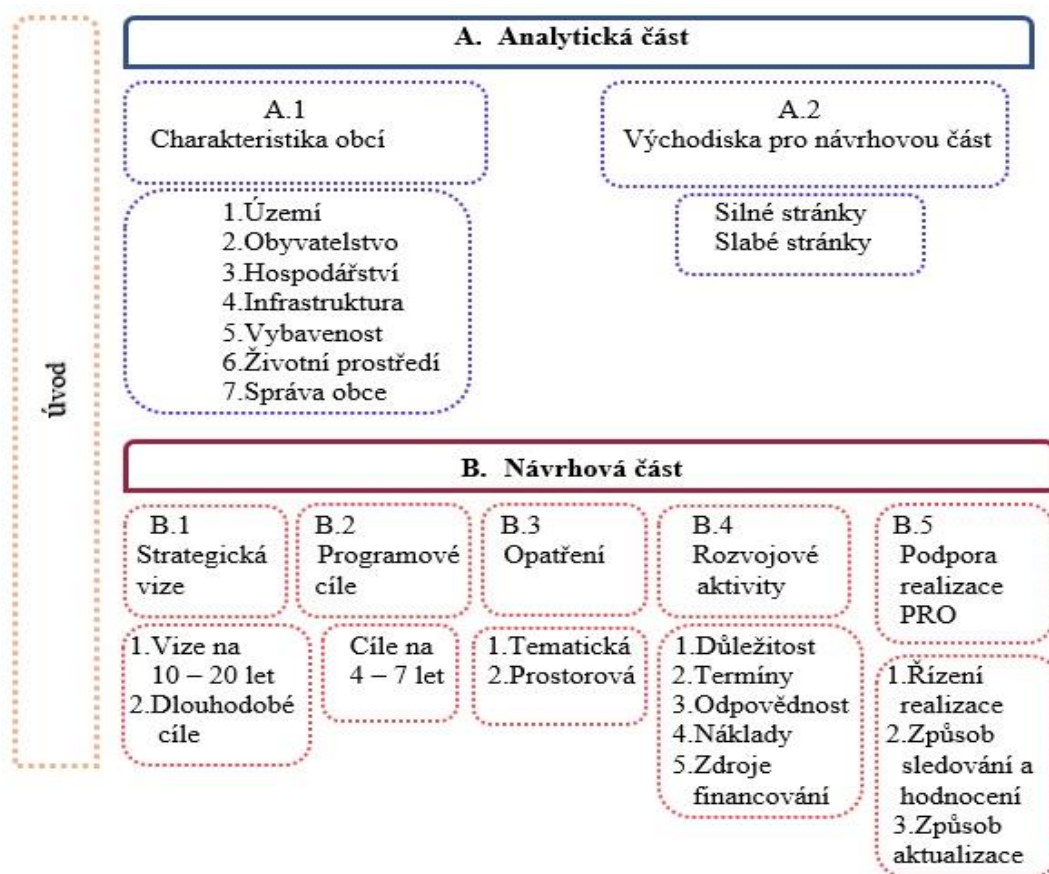 úvod
A. Analytická část
A.1
Charakteristika obcí
A.2
Východiska pro návrhovou část
1.Území
2.Obyvatelstvo
3.Hospodářství
4.Infrastruktura
5.Vybavenost
6.Životní prostředí
7.Správa obce
Silné stránky
Slabé stránky
B. Návrhová část
B.1
Strategická
vize
B.2
Programové
cíle
B.3
Opatření
B.4
Rozvojové
aktivity
B.5
Podpora
realizace
PRO
1.Vize na
10 – 20 let
2.Dlouhodobé
cíle
Cíle na
4 – 7 let
1.Tematická
2.Prostorová
1.Důležitost
2.Termíny
3.Odpovědnost
4.Náklady
5.Zdroje
financování
1.Řízení
realizace
2.Způsob
sledování a
hodnocení
3.Způsob
aktualizace